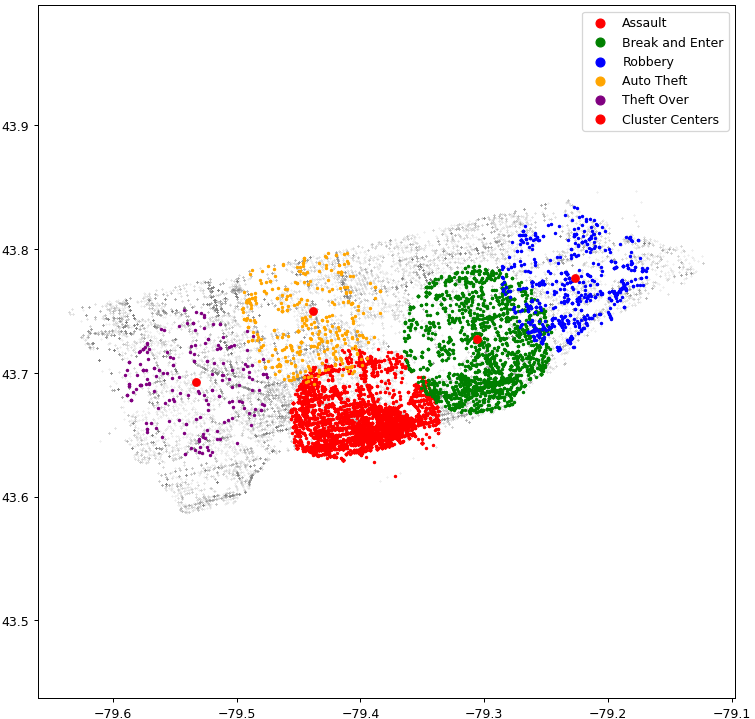 Assault
Break and Enter
Robbery
Auto Theft
Theft Over
Cluster Centers
43.9
43.8
43.7
43.6
43.5
−79.6 −79.5 −79.4 −79.3 −79.2 −79.1